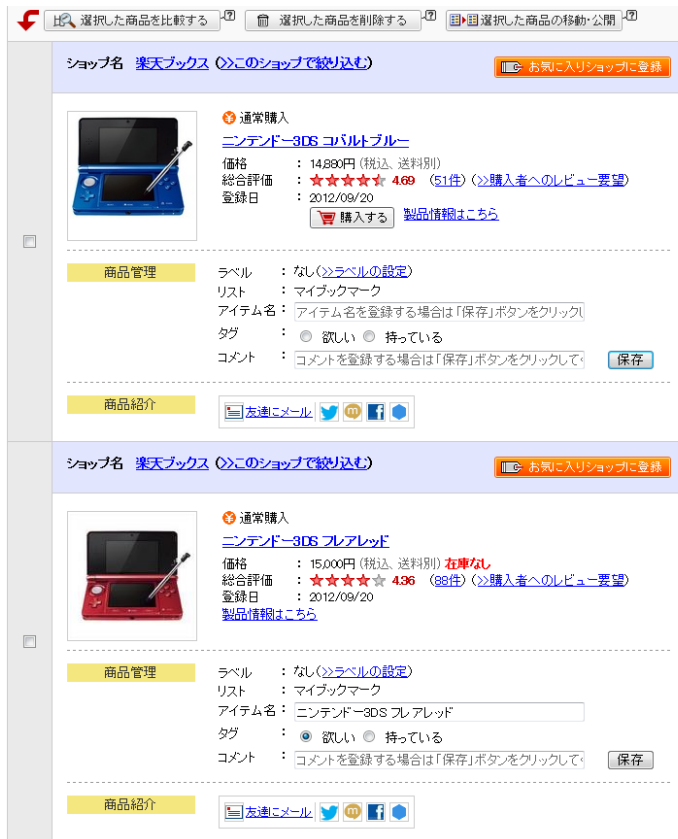 選択した商品を比較する ? 選択した商品を削除する ? 選択した商品の移動・公開 ?
ショップ名 楽天ブックス (>>このショップで絞り込む) お気に入りショップに登録
通常購入
ニンテンドー3DS コバルトブルー
価格 : 14,880円 (税込、送料別)
総合評価 : ★★★★★ 4.69 (51件) (>>購入者へのレビュー要望)
登録日 : 2012/09/20
購入する 製品情報はこちら
商品管理 ラベル : なし(>>ラベルの設定)
リスト : マイブックマーク
アイテム名 : アイテム名を登録する場合は「保存」ボタンをクリックし
タグ : 欲しい 持っている
コメント : コメントを登録する場合は「保存」ボタンをクリックして 保存
商品紹介 友達にメール
ショップ名 楽天ブックス (>>このショップで絞り込む) お気に入りショップに登録
通常購入
ニンテンドー3DS フレアレッド
価格 : 15,000円 (税込、送料別) 在庫なし
総合評価 : ★★★★★ 4.36 (88件) (>>購入者へのレビュー要望)
登録日 : 2012/09/20
製品情報はこちら
商品管理 ラベル : なし(>>ラベルの設定)
リスト : マイブックマーク
アイテム名 : ニンテンドー3DS フレアレッド
タグ : 欲しい 持っている
コメント : コメントを登録する場合は「保存」ボタンをクリックして 保存
商品紹介 友達にメール